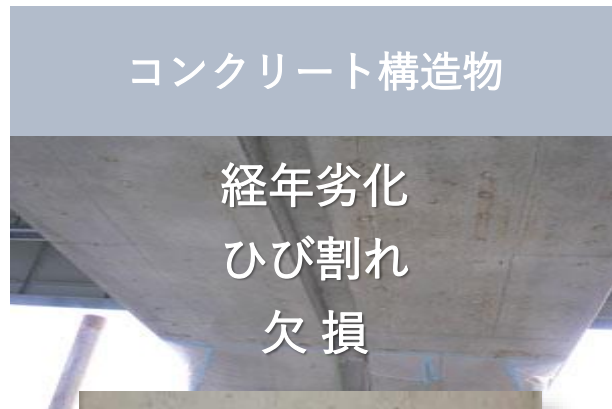 コンクリート構造物
経年劣化
ひび割れ
欠 損